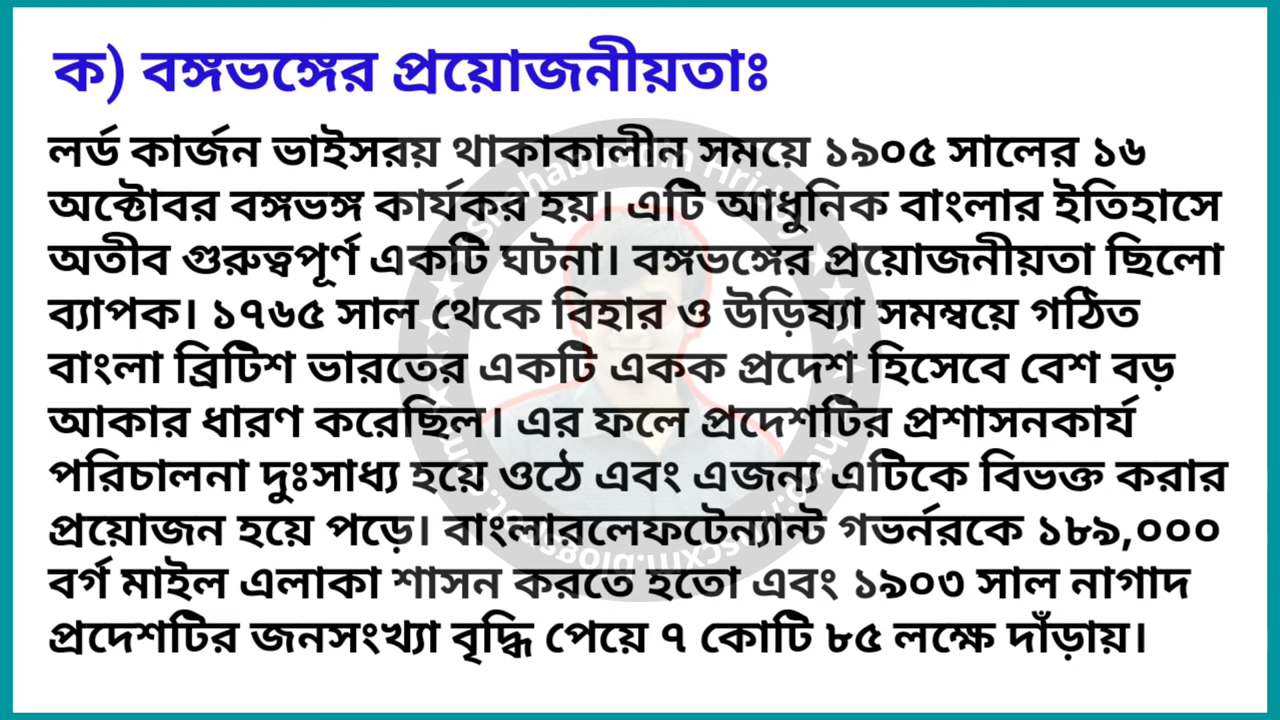 ক) বঙ্গভঙ্গের প্রয়োজনীয়তাঃ
লর্ড কার্জন ভাইসরয় থাকাকালীন সময়ে ১৯০৫ সালের ১৬
অক্টোবর বঙ্গভঙ্গ কার্যকর হয়। এটি আধুনিক বাংলার ইতিহাসে
অতীব গুরুত্বপূর্ণ একটি ঘটনা। বঙ্গভঙ্গের প্রয়োজনীয়তা ছিলো
ব্যাপক। ১৭৬৫ সাল থেকে বিহার ও উড়িষ্যা সমম্বয়ে গঠিত
বাংলা ব্রিটিশ ভারতের একটি একক প্রদেশ হিসেবে বেশ বড়
আকার ধারণ করেছিল। এর ফলে প্রদেশটির প্রশাসনকার্য
পরিচালনা দুঃসাধ্য হয়ে ওঠে এবং এজন্য এটিকে বিভক্ত করার
প্রয়োজন হয়ে পড়ে। বাংলারলেফটেন্যান্ট গভর্নরকে ১৮৯,০০০
বর্গ মাইল এলাকা শাসন করতে হতো এবং ১৯০৩ সাল নাগাদ
প্রদেশটির জনসংখ্যা বৃদ্ধি পেয়ে ৭ কোটি ৮৫ লক্ষে দাঁড়ায়।